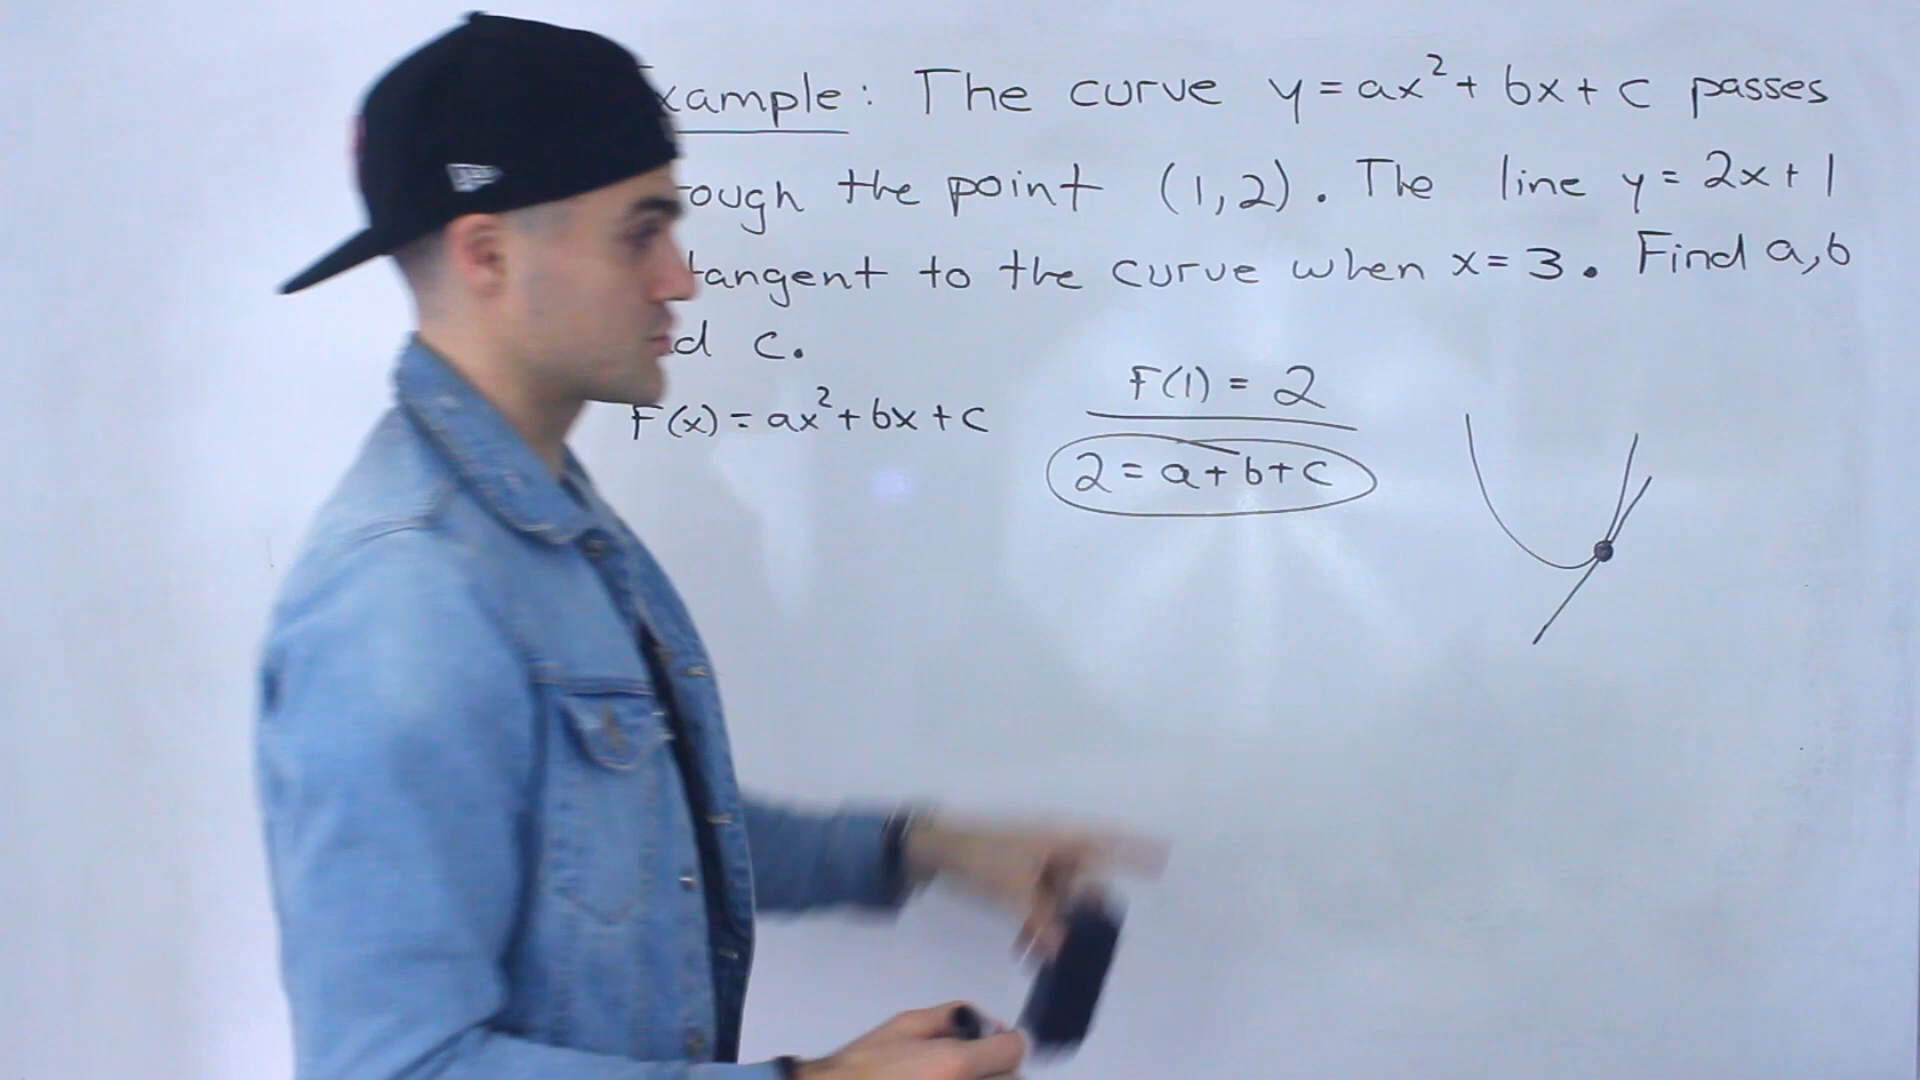 xample: The curve y=ax²+bx+c passes
ough the point (1,2). The line y=2x+1
tangent to the curve when x=3. Find a,b
d c.
F(x)=ax²+bx+c
F(1)=2
2=a+b+c